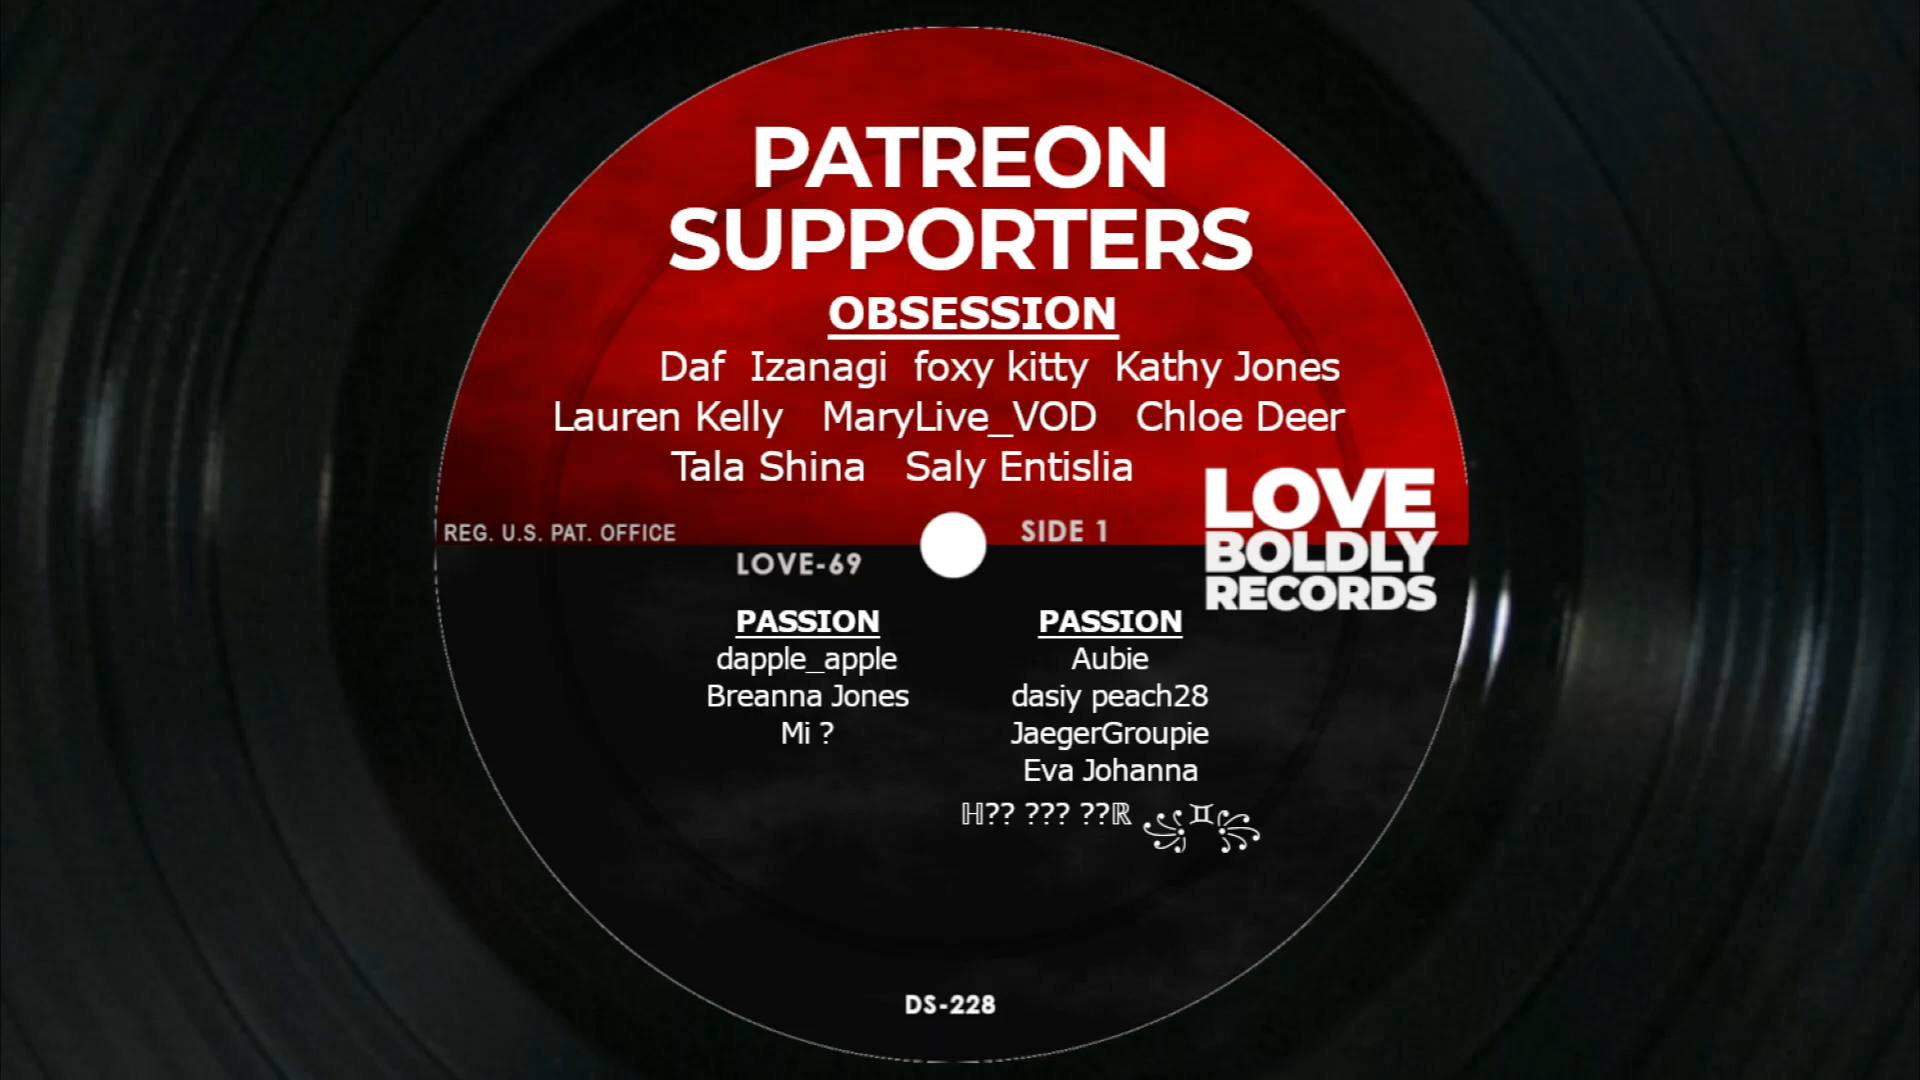 PATREON
SUPPORTERS
OBSESSION
Daf Izanagi foxy kitty Kathy Jones
Lauren Kelly MaryLive_VOD Chloe Deer
Tala Shina Saly Entislia
REG. U.S. PAT. OFFICE
SIDE 1
LOVE-69
LOVE
BOLDLY
RECORDS
PASSION
dapple_apple
Breanna Jones
Mi ?
PASSION
Aubie
dasiy peach28
JaegerGroupie
Eva Johanna
ℍ?? ??? ??ℝ ꧁♊꧂
DS-228